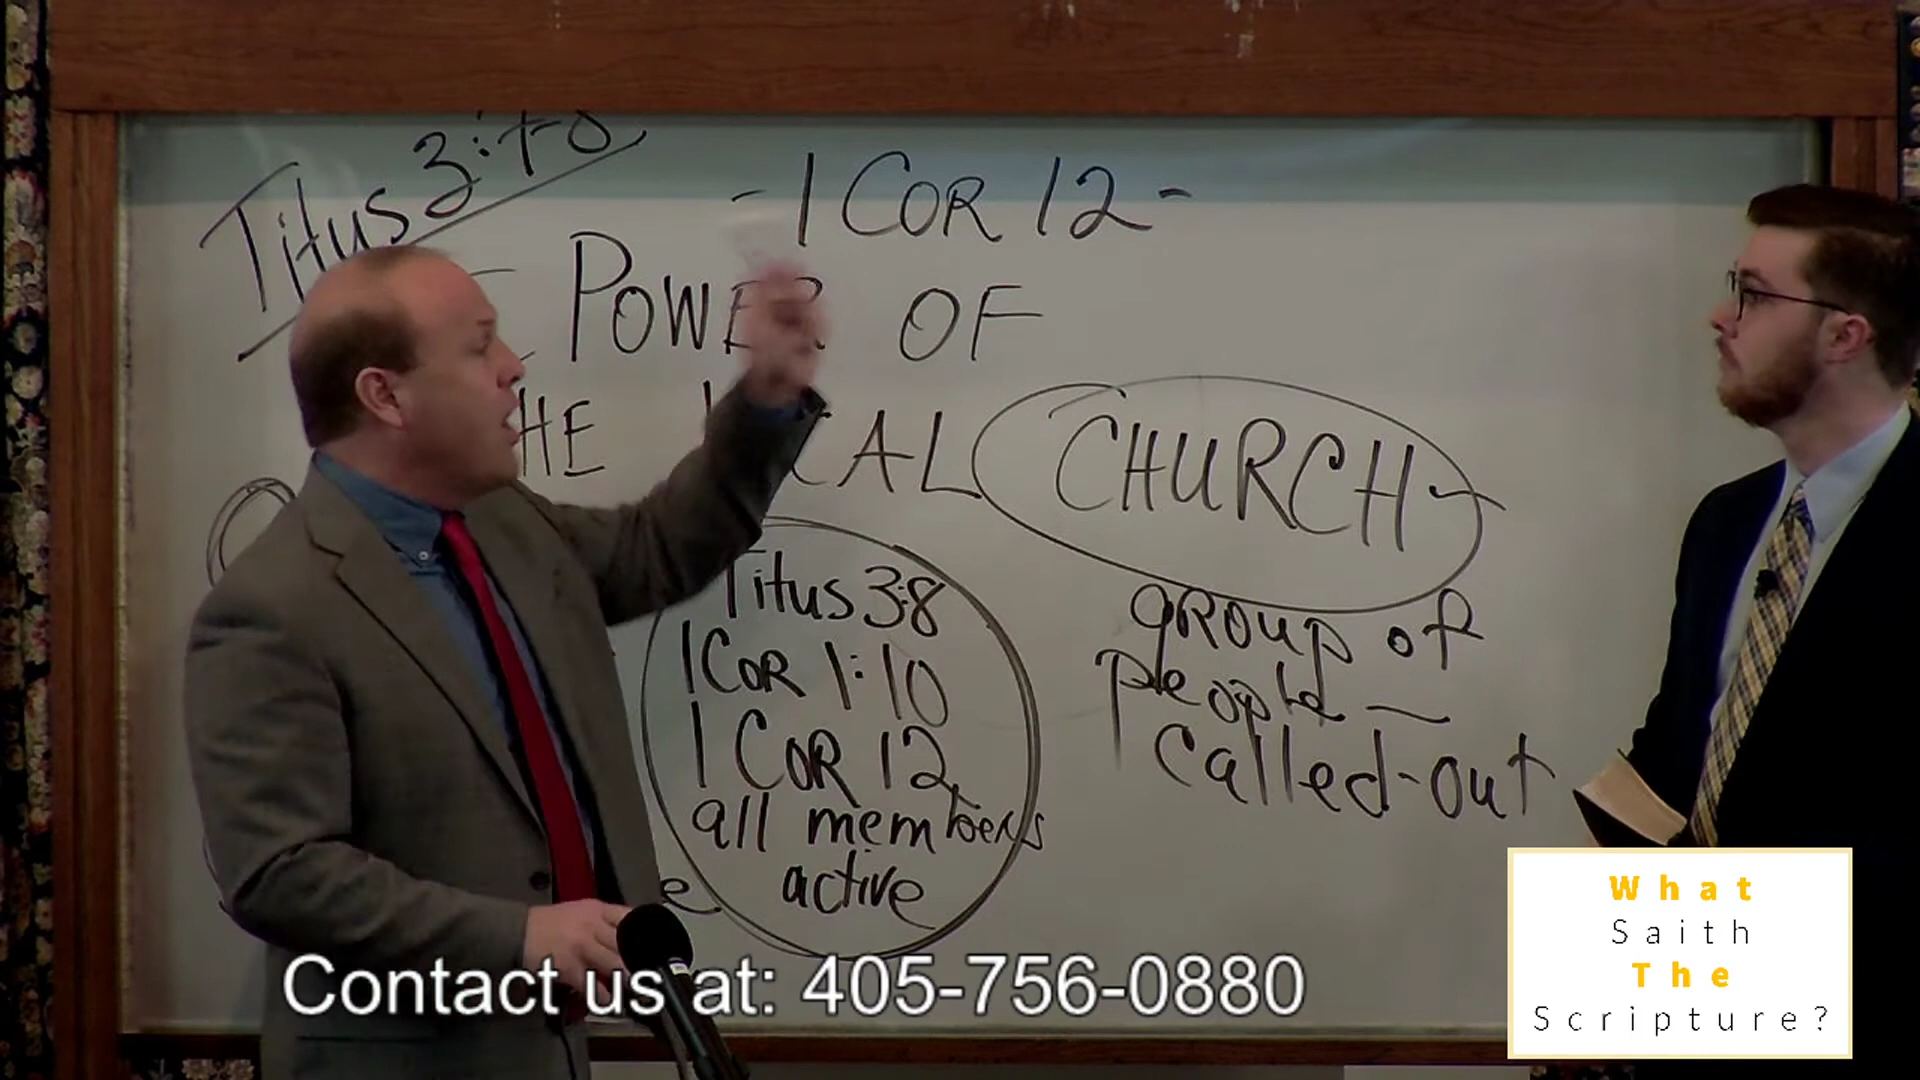 Titus 3:
- 1 COR 12 -
POWER OF
HE CAL CHURCH
group of
people —
called-out
Titus 3:8
1 COR 1:10
1 COR 12
all members
active
e
Contact us at: 405-756-0880
What
Saith
The
Scripture?